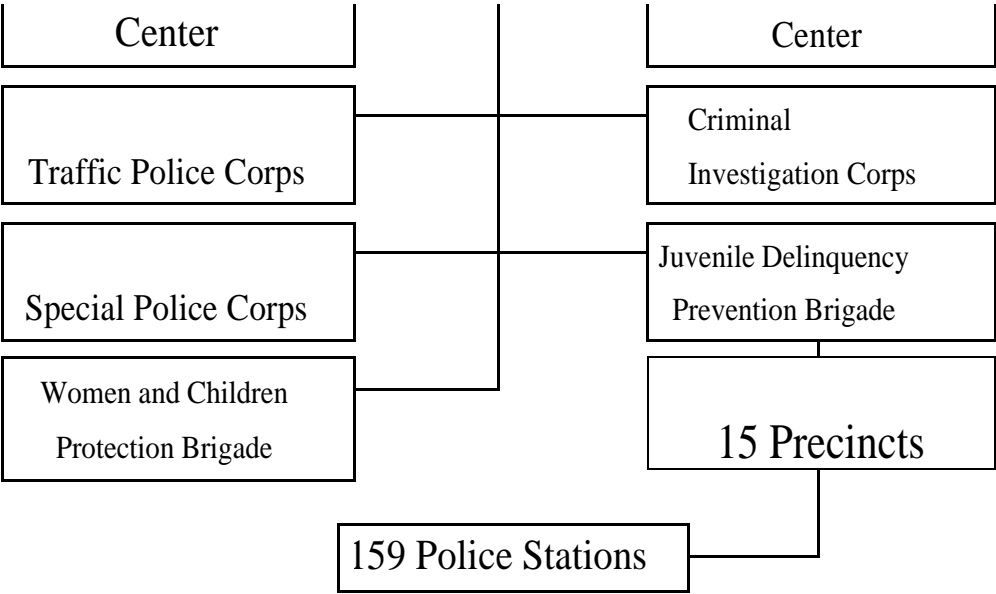 Center
Center
Traffic Police Corps
Criminal
Investigation Corps
Special Police Corps
Juvenile Delinquency
Prevention Brigade
Women and Children
Protection Brigade
15 Precincts
159 Police Stations